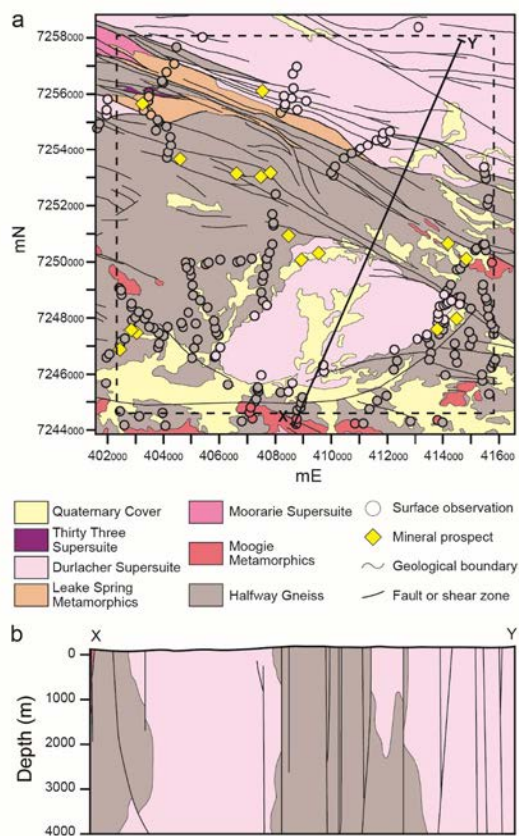 a
7258000
7256000
7254000
7252000
7250000
7248000
7246000
7244000
mN
Y
X
402000 404000 406000 408000 410000 412000 414000 416000
mE
Quaternary Cover
Thirty Three
Supersuite
Durlacher Supersuite
Leake Spring
Metamorphics
Moorarie Supersuite
Moogie
Metamorphics
Halfway Gneiss
Surface observation
Mineral prospect
Geological boundary
Fault or shear zone
b
X Y
0
1000
2000
3000
4000
Depth (m)